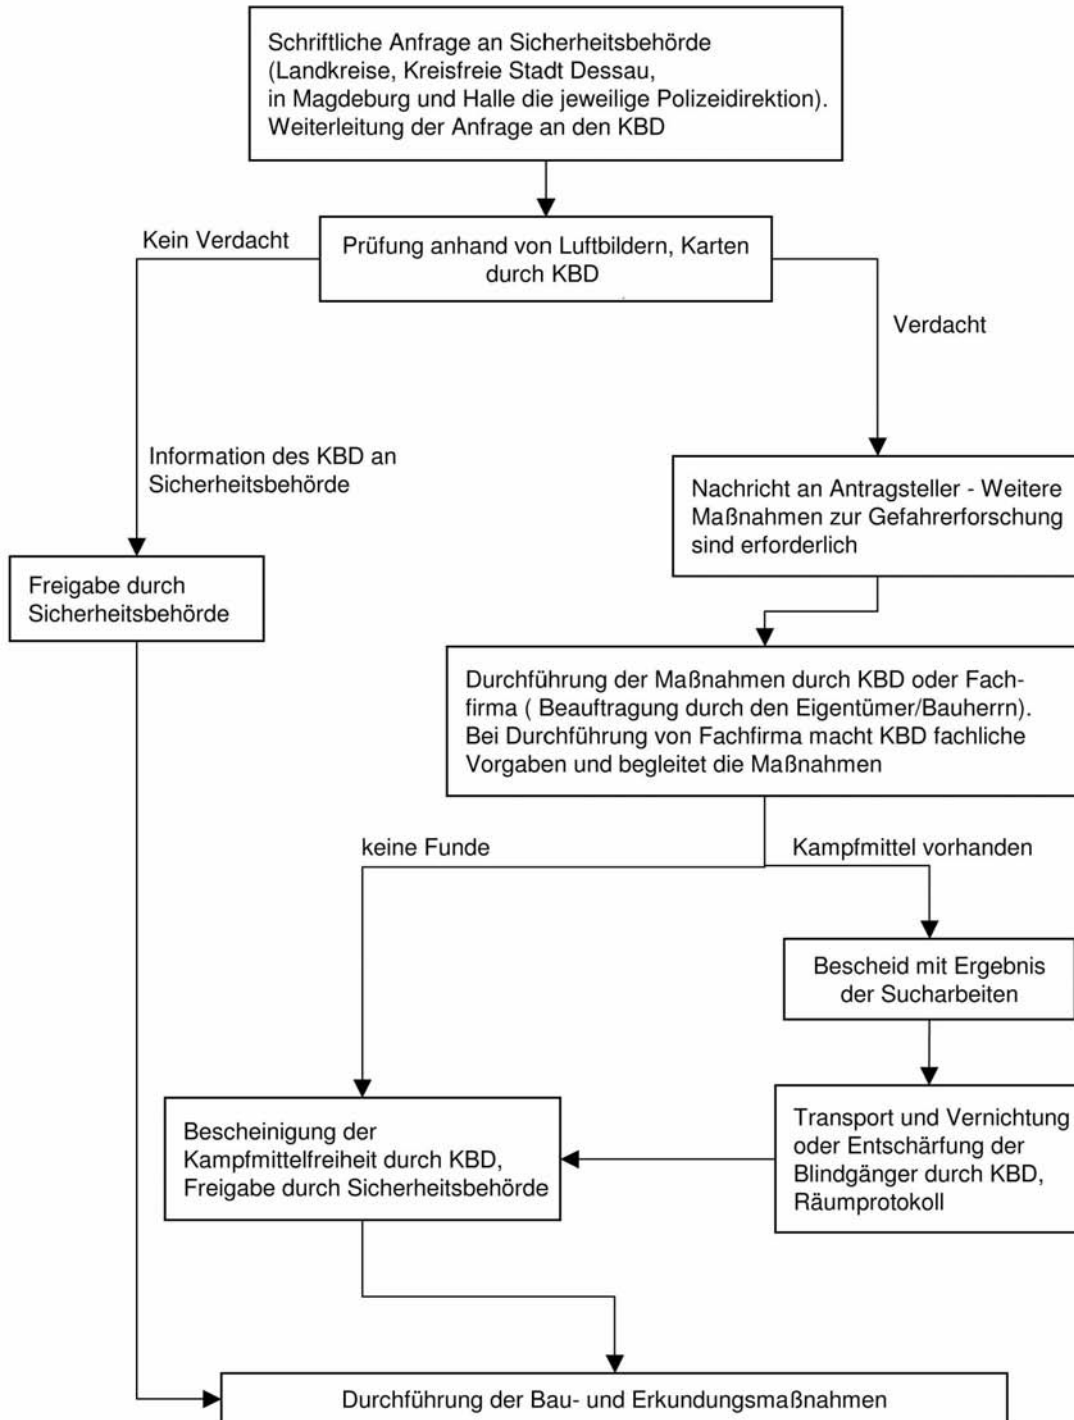 Schriftliche Anfrage an Sicherheitsbehörde
(Landkreise, Kreisfreie Stadt Dessau,
in Magdeburg und Halle die jeweilige Polizeidirektion).
Weiterleitung der Anfrage an den KBD
Kein Verdacht
Prüfung anhand von Luftbildern, Karten
durch KBD
Verdacht
Information des KBD an
Sicherheitsbehörde
Nachricht an Antragsteller - Weitere
Maßnahmen zur Gefahrerforschung
sind erforderlich
Freigabe durch
Sicherheitsbehörde
Durchführung der Maßnahmen durch KBD oder Fach-
firma ( Beauftragung durch den Eigentümer/Bauherrn).
Bei Durchführung von Fachfirma macht KBD fachliche
Vorgaben und begleitet die Maßnahmen
keine Funde
Kampfmittel vorhanden
Bescheid mit Ergebnis
der Sucharbeiten
Transport und Vernichtung
oder Entschärfung der
Blindgänger durch KBD,
Räumprotokoll
Bescheinigung der
Kampfmittelfreiheit durch KBD,
Freigabe durch Sicherheitsbehörde
Durchführung der Bau- und Erkundungsmaßnahmen